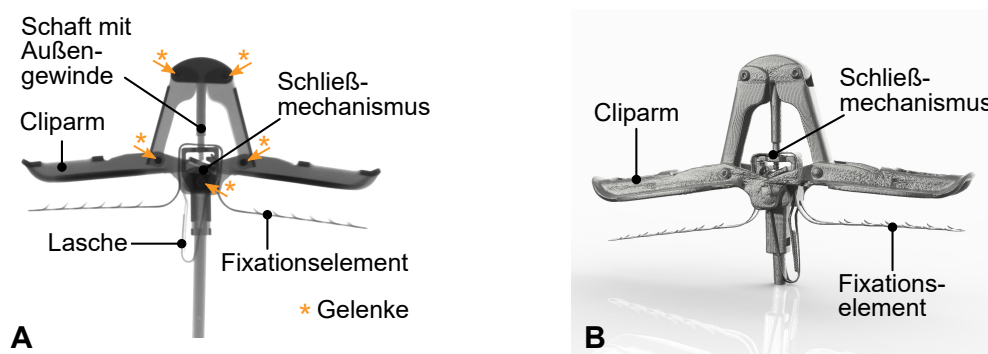 Schaft mit
Außen-
gewinde
*
*
Schließ-
mechanismus
Cliparm
*
*
*
Lasche
Fixationselement
* Gelenke
A
Schließ-
mechanismus
Cliparm
Fixations-
element
B